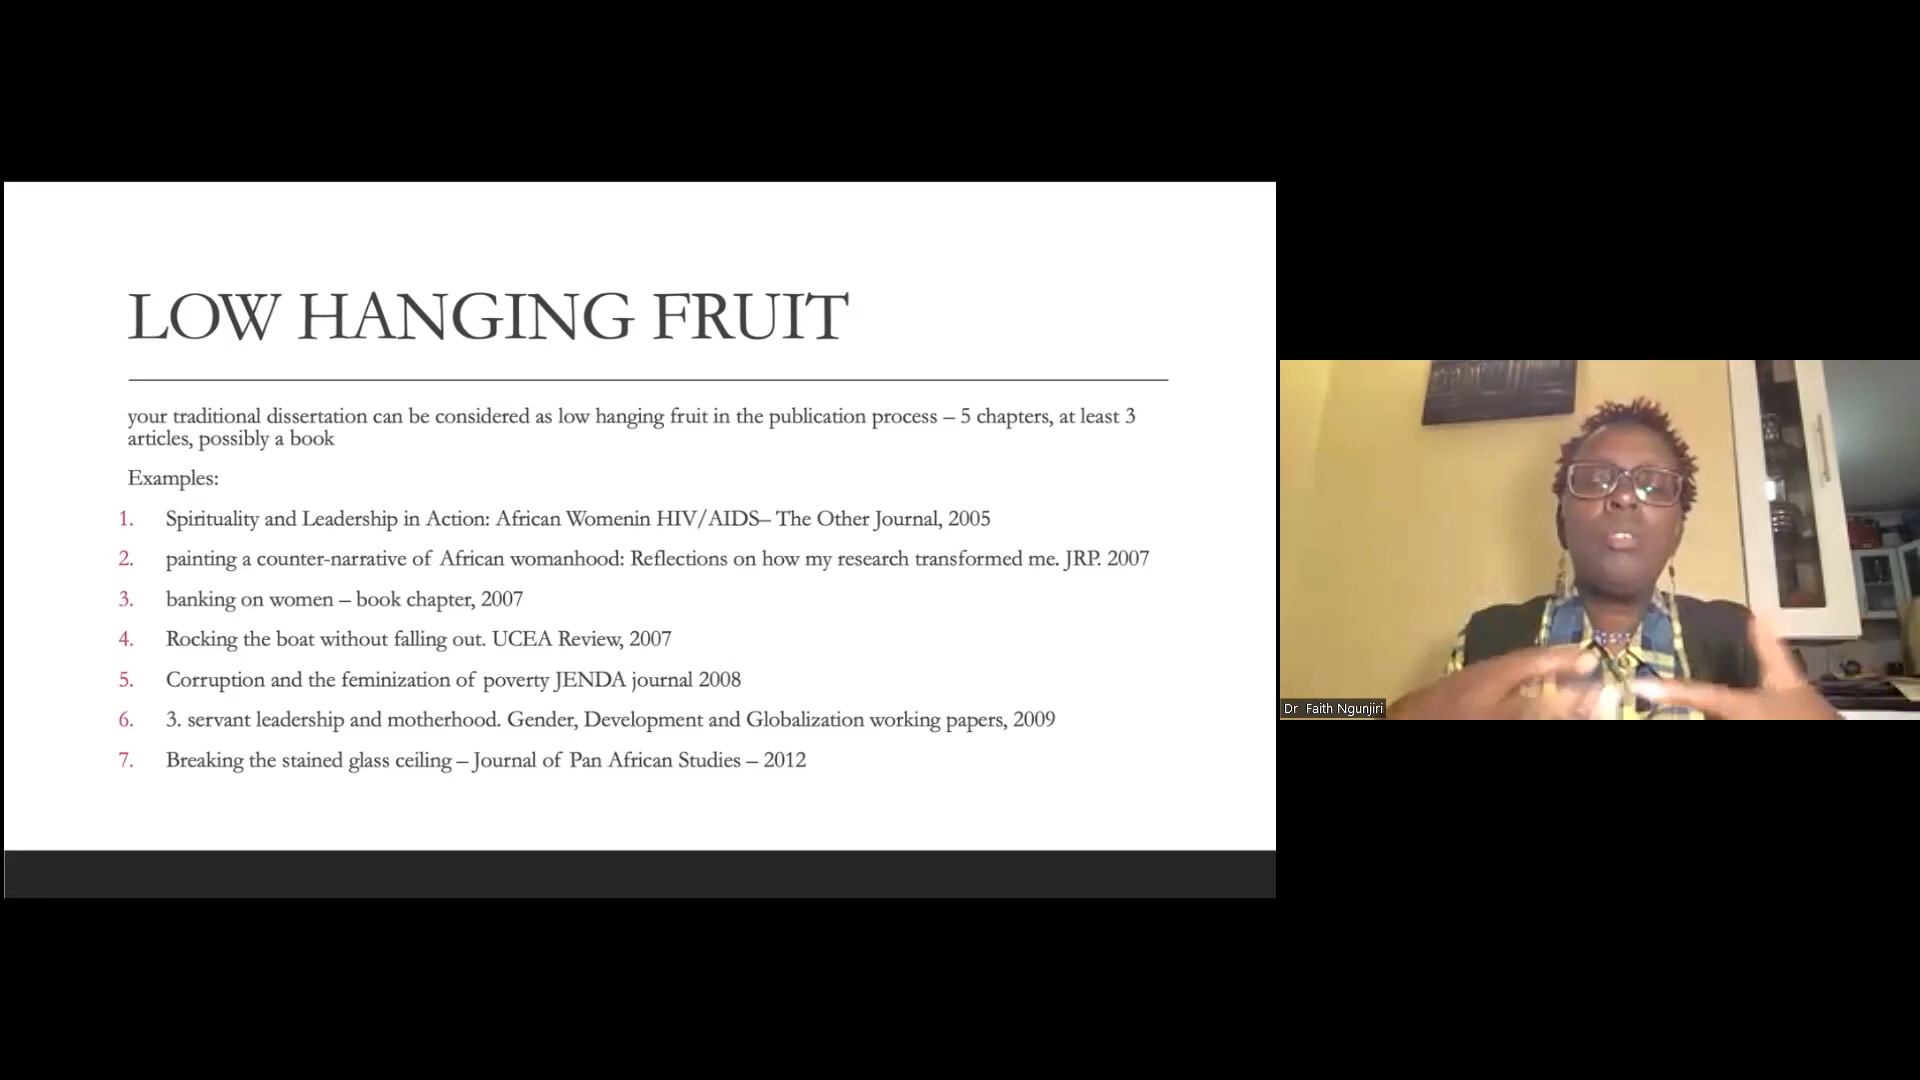 LOW HANGING FRUIT
your traditional dissertation can be considered as low hanging fruit in the publication process – 5 chapters, at least 3
articles, possibly a book
Examples:
1. Spirituality and Leadership in Action: African Womenin HIV/AIDS– The Other Journal, 2005
2. painting a counter-narrative of African womanhood: Reflections on how my research transformed me. JRP. 2007
3. banking on women – book chapter, 2007
4. Rocking the boat without falling out. UCEA Review, 2007
5. Corruption and the feminization of poverty JENDA journal 2008
6. 3. servant leadership and motherhood. Gender, Development and Globalization working papers, 2009
7. Breaking the stained glass ceiling – Journal of Pan African Studies – 2012
Dr Faith Ngunjiri